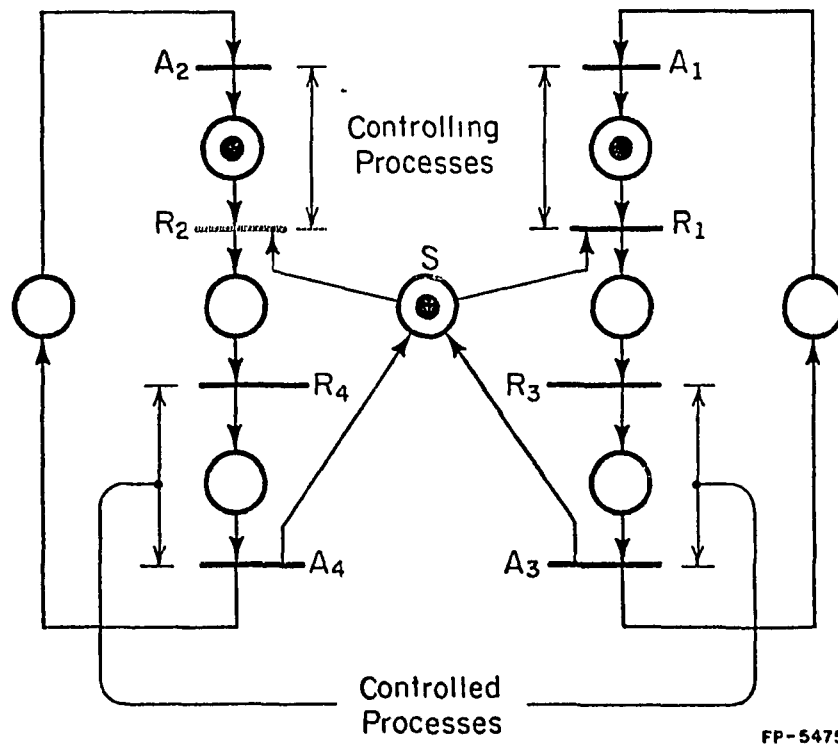 A2
A1
Controlling
Processes
R2
R1
S
R4
R3
A4
A3
Controlled
Processes
FP-5475